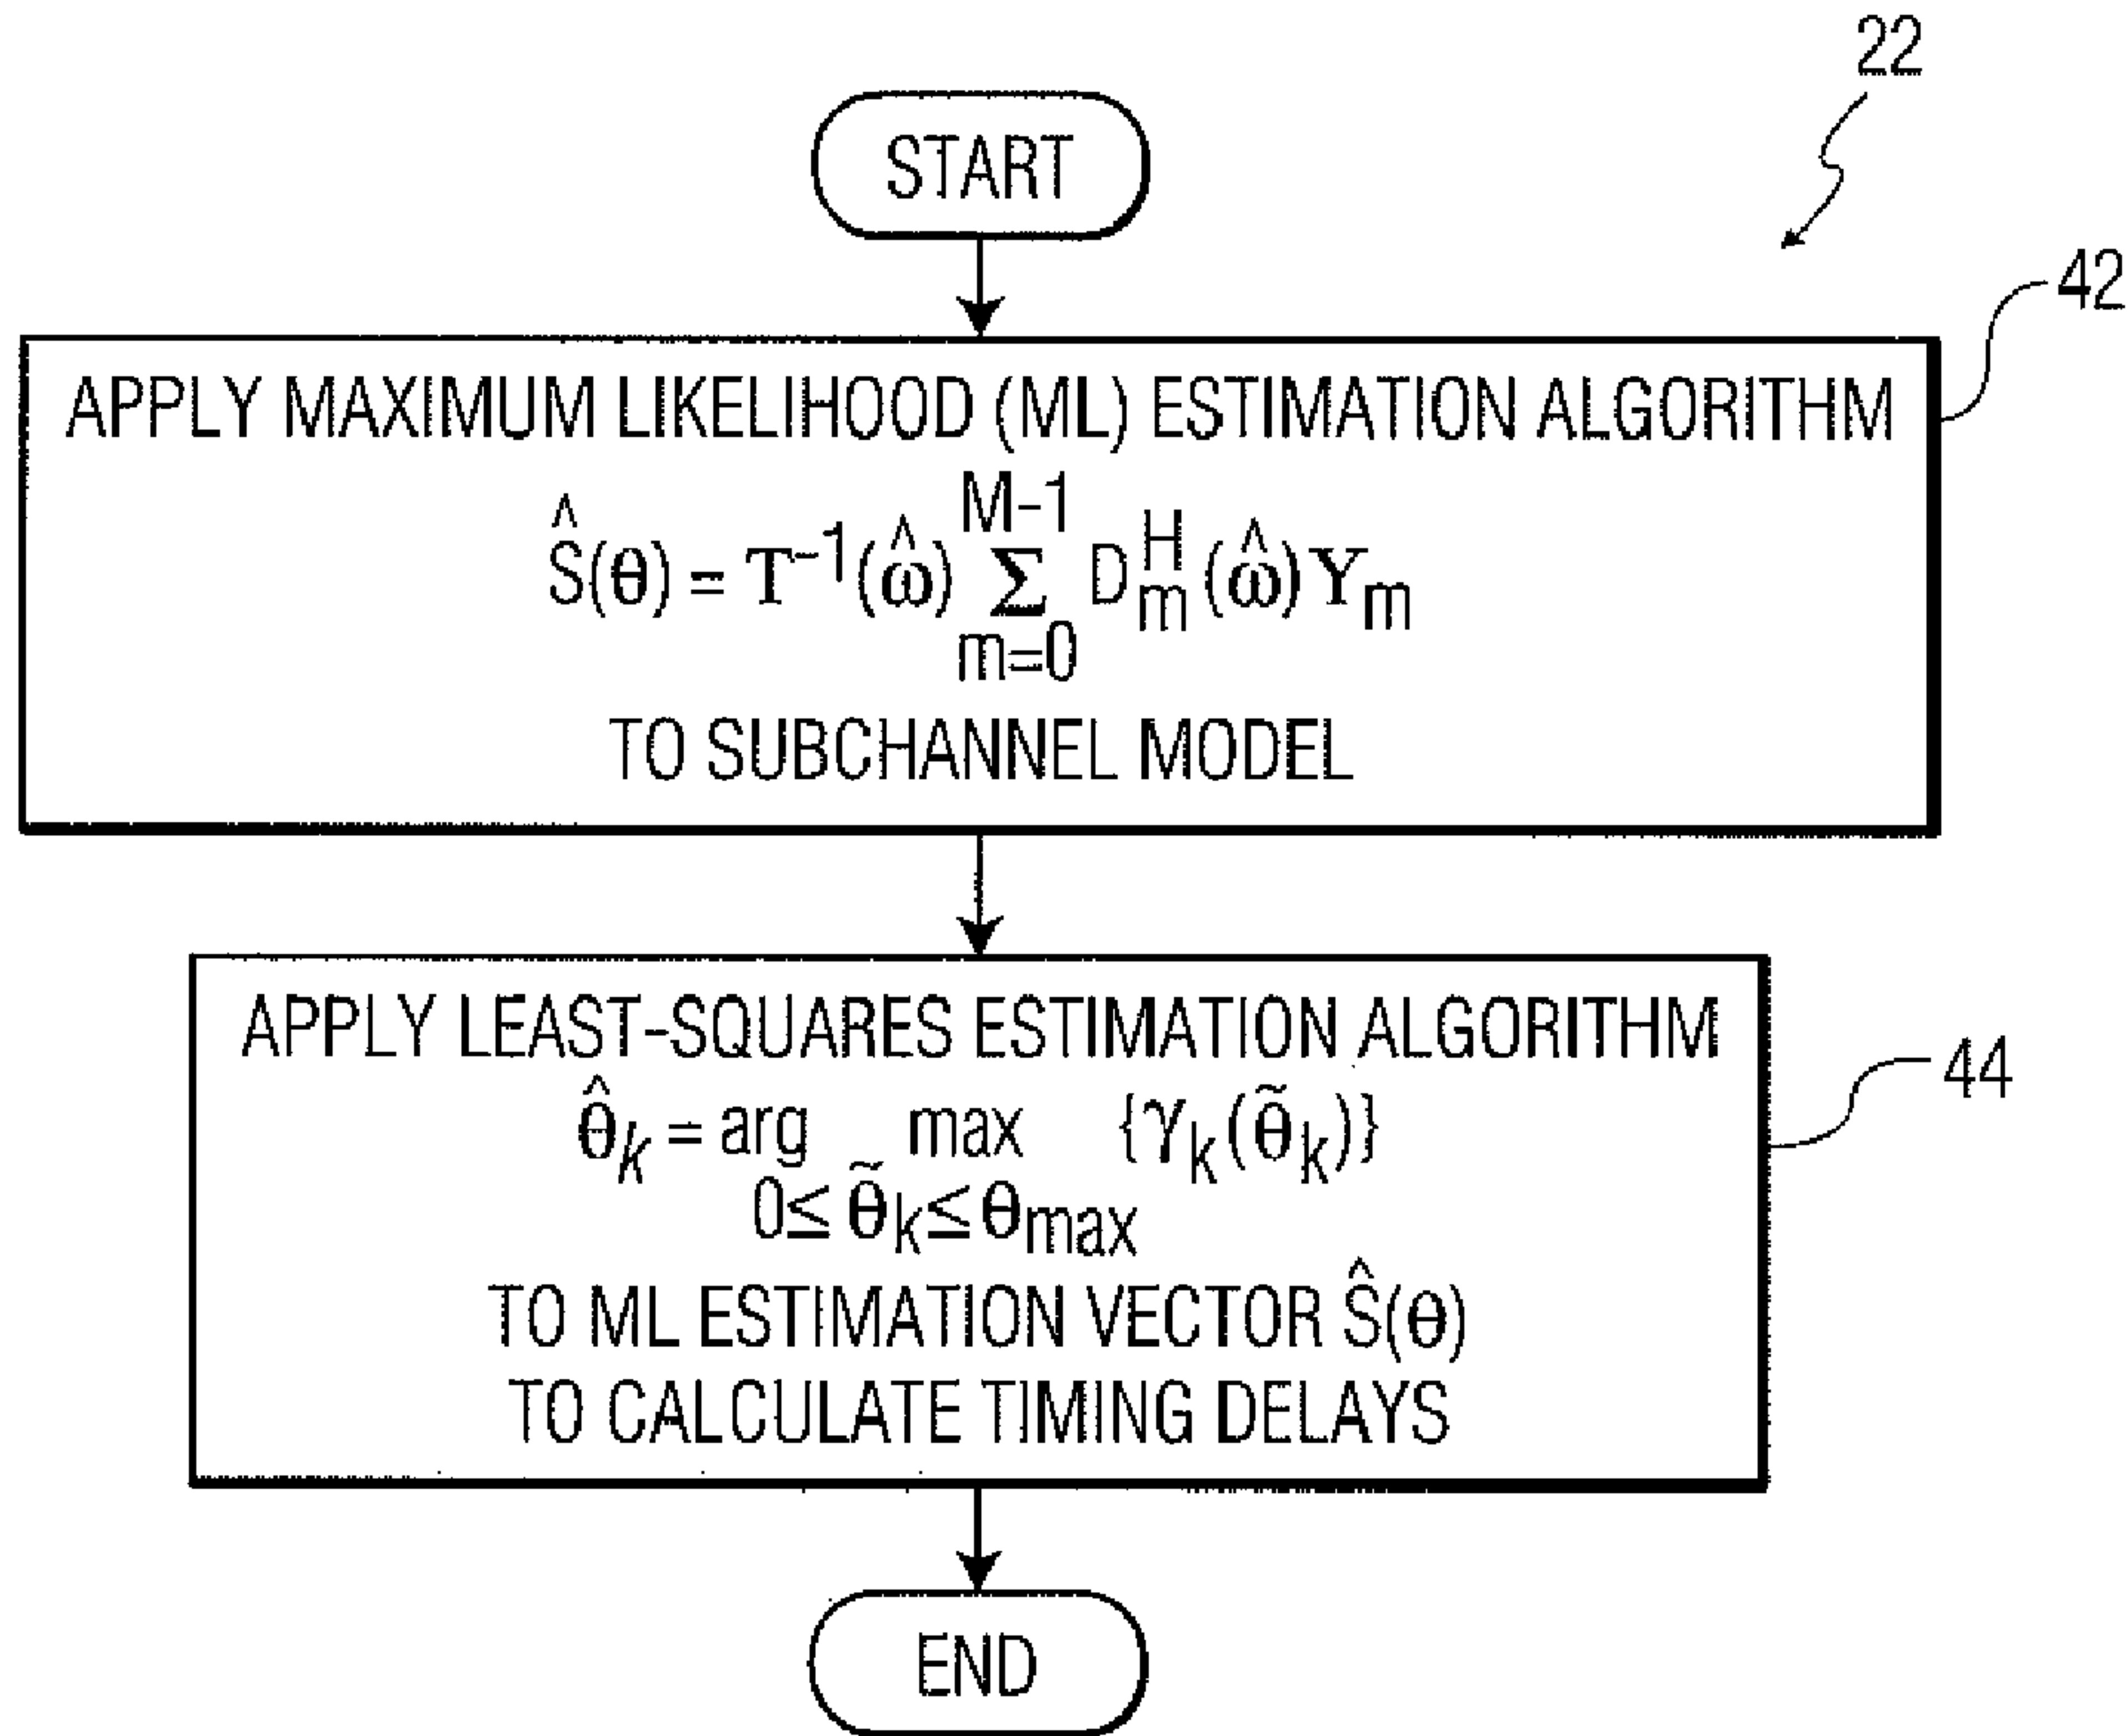 22
START
42
APPLY MAXIMUM LIKELIHOOD (ML) ESTIMATION ALGORITHM
Ŝ(θ) = T⁻¹(ω̂) Σ_{m=0}^{M-1} D_m^H (ω̂) Y_m
TO SUBCHANNEL MODEL
APPLY LEAST-SQUARES ESTIMATION ALGORITHM
44
θ̂_k = arg max {γ_k(θ̃_k)}
0≤ θ̃_k ≤ θ_max
TO ML ESTIMATION VECTOR Ŝ(θ)
TO CALCULATE TIMING DELAYS
END